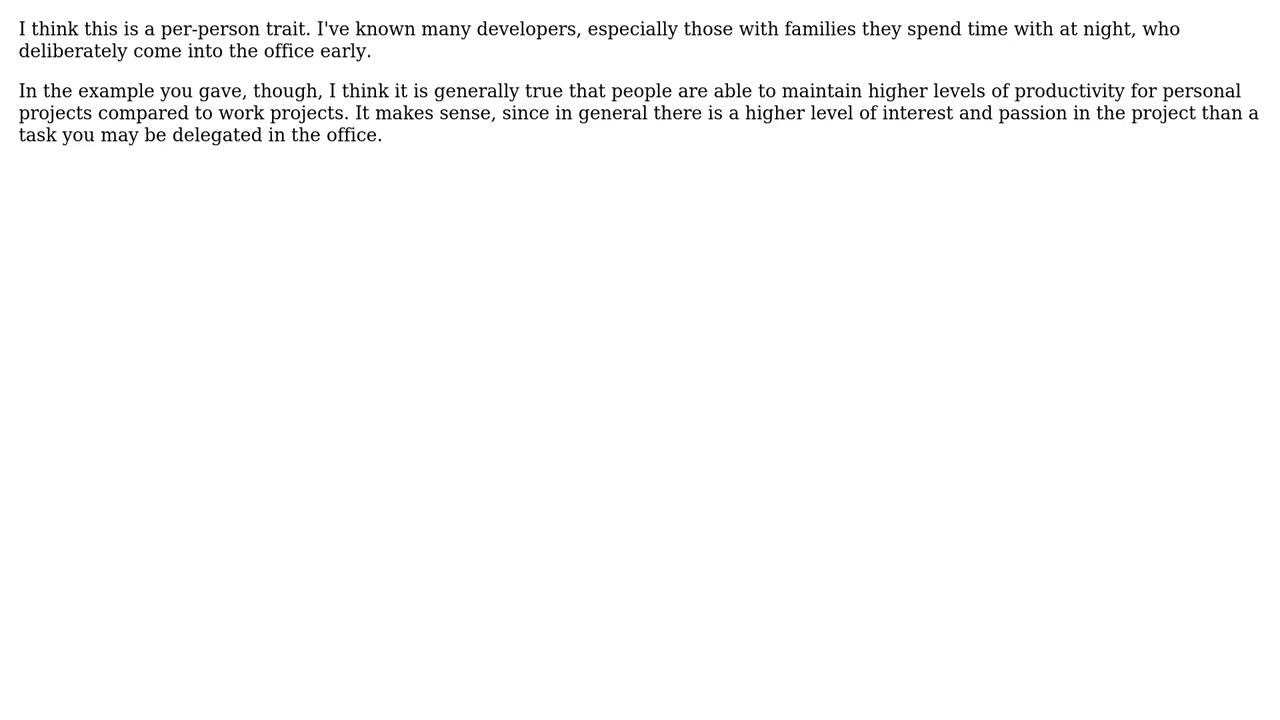 I think this is a per-person trait. I've known many developers, especially those with families they spend time with at night, who
deliberately come into the office early.
In the example you gave, though, I think it is generally true that people are able to maintain higher levels of productivity for personal
projects compared to work projects. It makes sense, since in general there is a higher level of interest and passion in the project than a
task you may be delegated in the office.